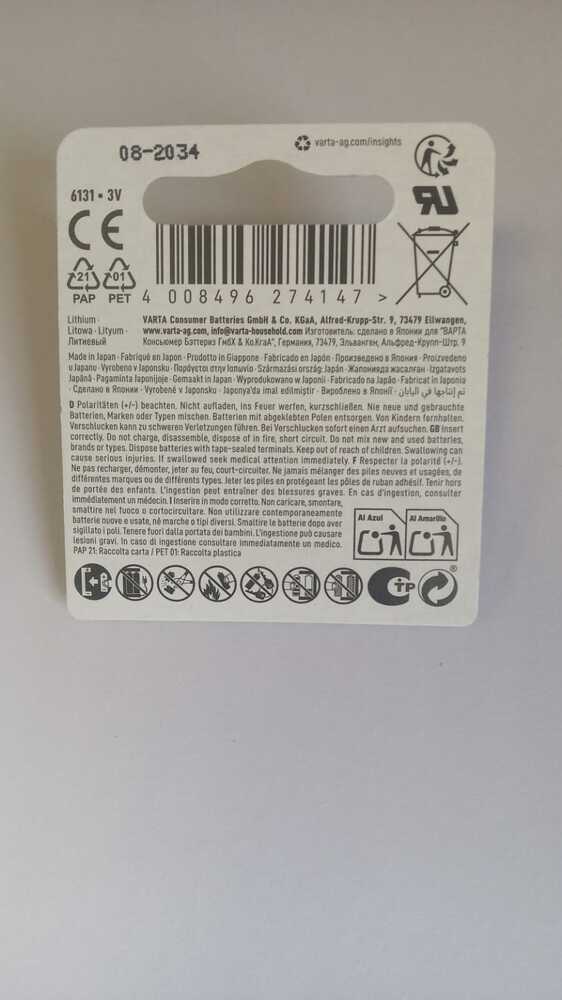 08-2034
varta-ag.com/insights
6131 ▪ 3V
CE
21
PAP
01
PET
4 008496 274147 >
Lithium ·
Litowa · Lityum ·
Литиевый
VARTA Consumer Batteries GmbH & Co. KGaA, Alfred-Krupp-Str. 9, 73479 Ellwangen,
www.varta-ag.com, info@varta-household.com Изготовитель: сделано в Японии для "ВАРТА
Консьюмер Бэттериз ГмбХ & Ко.КгаА", Германия, 73479, Эльванген, Альфред-Крупп-Штр. 9
Made in Japan · Fabriqué en Japon · Prodotto in Giappone · Fabricado en Japón · Произведено в Япония · Proizvedeno
u Japanu · Vyrobeno v Japonsku · Παράγεται στην Ιαπωνία · Származási ország: Japán · Жапонияда жасалған · Izgatavots
Japānā · Pagaminta Japonijoje · Gemaakt in Japan · Wyprodukowano w Japonii · Fabricado na Japão · Fabricat în Japonia
· Сделано в Японии · Vyrobené v Japonsku · Japonya'da imal edilmiştir · Вироблено в Японії · تم إنتاجها في اليابان
D Polaritäten (+/-) beachten. Nicht aufladen, ins Feuer werfen, kurzschließen. Nie neue und gebrauchte
Batterien, Marken oder Typen mischen. Batterien mit abgeklebten Polen entsorgen. Von Kindern fernhalten.
Verschlucken kann zu schweren Verletzungen führen. Bei Verschlucken sofort einen Arzt aufsuchen. GB Insert
correctly. Do not charge, disassemble, dispose of in fire, short circuit. Do not mix new and used batteries,
brands or types. Dispose batteries with tape-sealed terminals. Keep out of reach of children. Swallowing can
cause serious injuries. If swallowed seek medical attention immediately. F Respecter la polarité (+/-).
Ne pas recharger, démonter, jeter au feu, court-circuiter. Ne jamais mélanger des piles neuves et usagées, de
différentes marques ou de différents types. Jeter les piles en protégeant les pôles de ruban adhésif. Tenir hors
de portée des enfants. L'ingestion peut entraîner des blessures graves. En cas d'ingestion, consulter
immédiatement un médecin. I Inserire in modo corretto. Non caricare, smontare,
smaltire nel fuoco o cortocircuitare. Non utilizzare contemporaneamente
batterie nuove e usate, né marche o tipi diversi. Smaltire le batterie dopo aver
sigillato i poli. Tenere fuori dalla portata dei bambini. L'ingestione può causare
lesioni gravi. In caso di ingestione consultare immediatamente un medico.
PAP 21: Raccolta carta / PET 01: Raccolta plastica
Al Azul
Al Amarillo
®